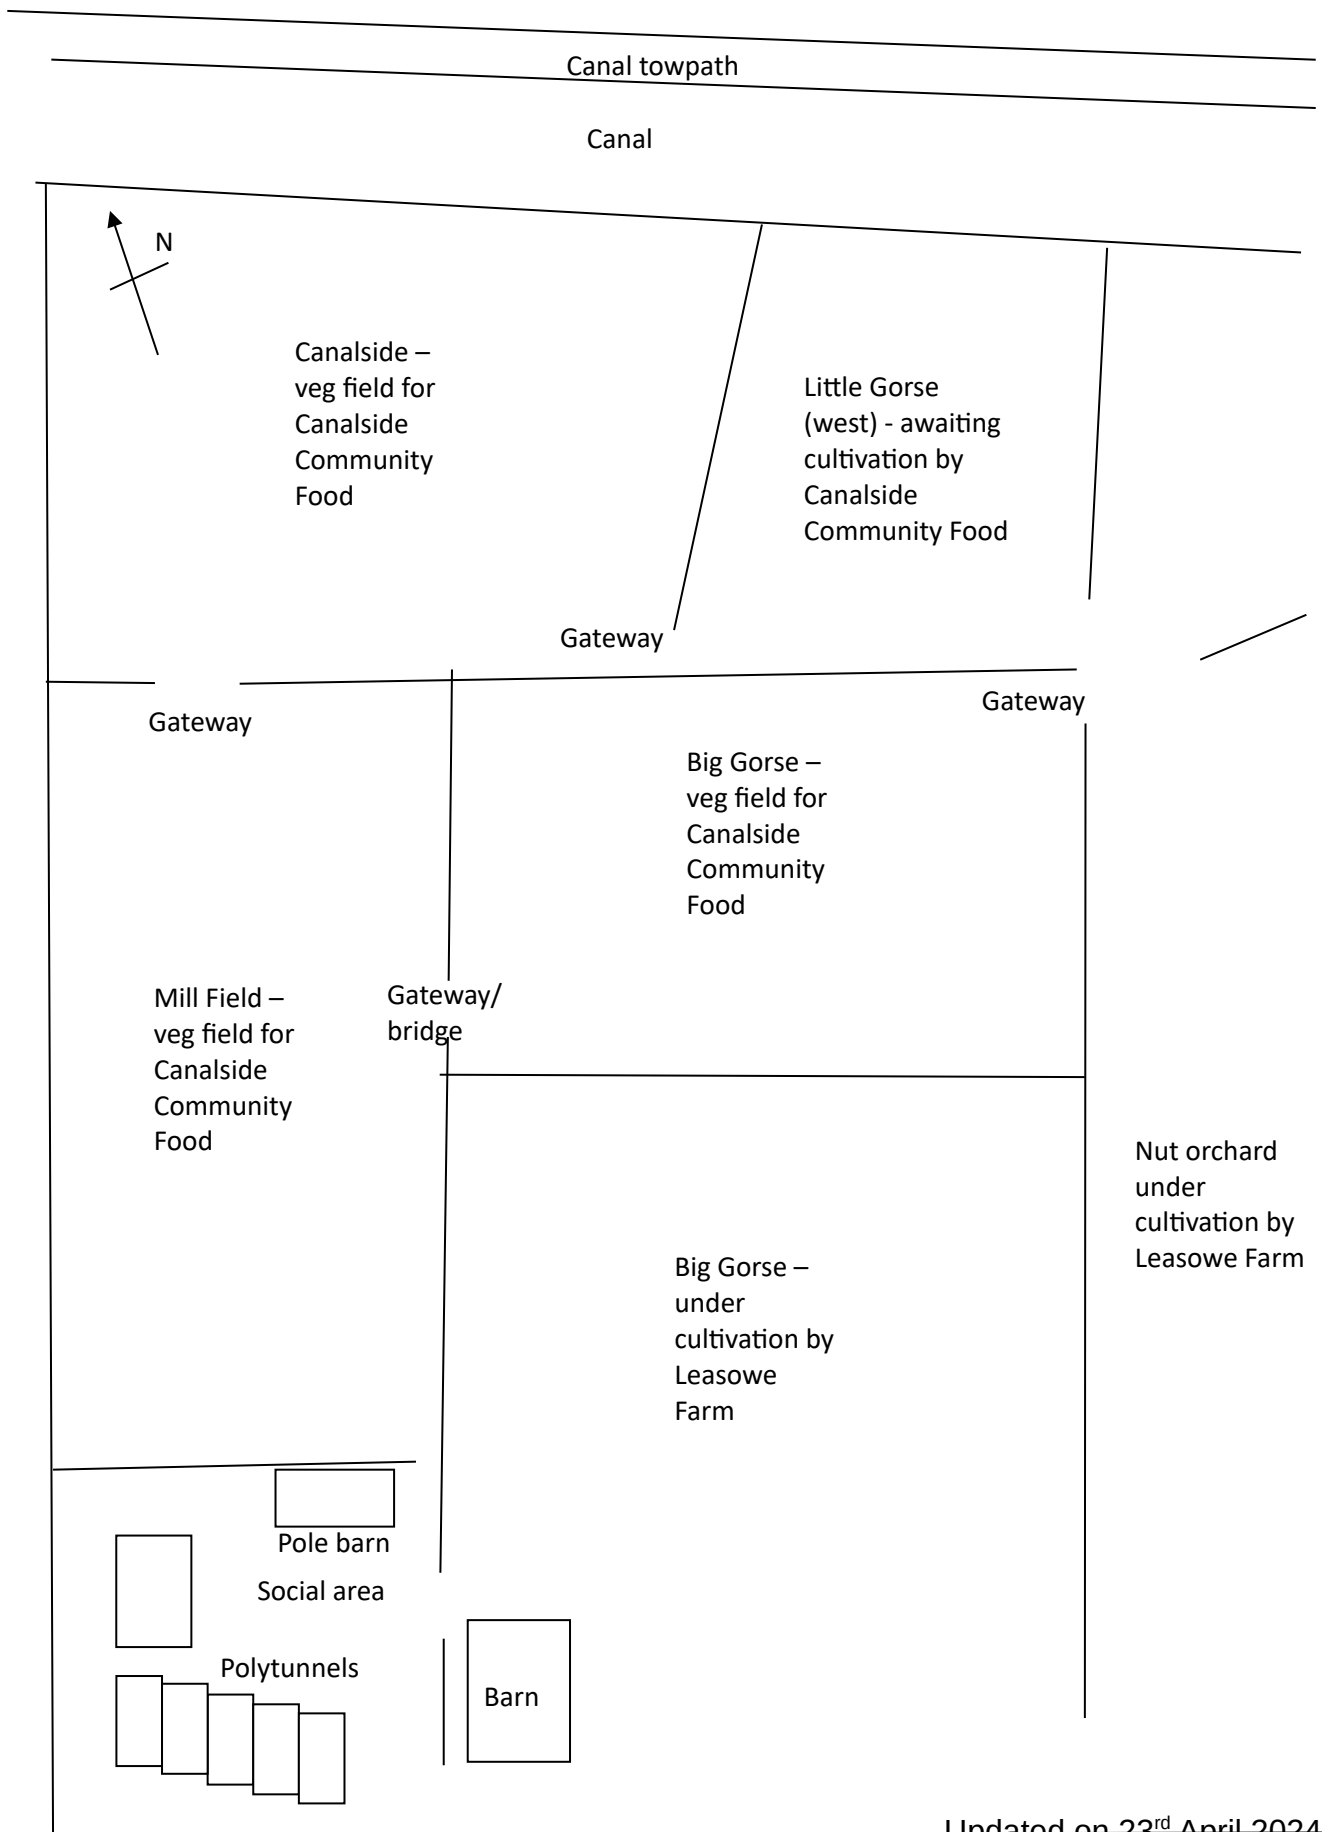 Canal towpath
Canal
N
Canalside –
veg field for
Canalside
Community
Food
Little Gorse
(west) - awaiting
cultivation by
Canalside
Community Food
Gateway
Gateway
Gateway
Big Gorse –
veg field for
Canalside
Community
Food
Mill Field –
veg field for
Canalside
Community
Food
Gateway/
bridge
Nut orchard
under
cultivation by
Leasowe Farm
Big Gorse –
under
cultivation by
Leasowe
Farm
Pole barn
Social area
Polytunnels
Barn
Updated on 23rd April 2024